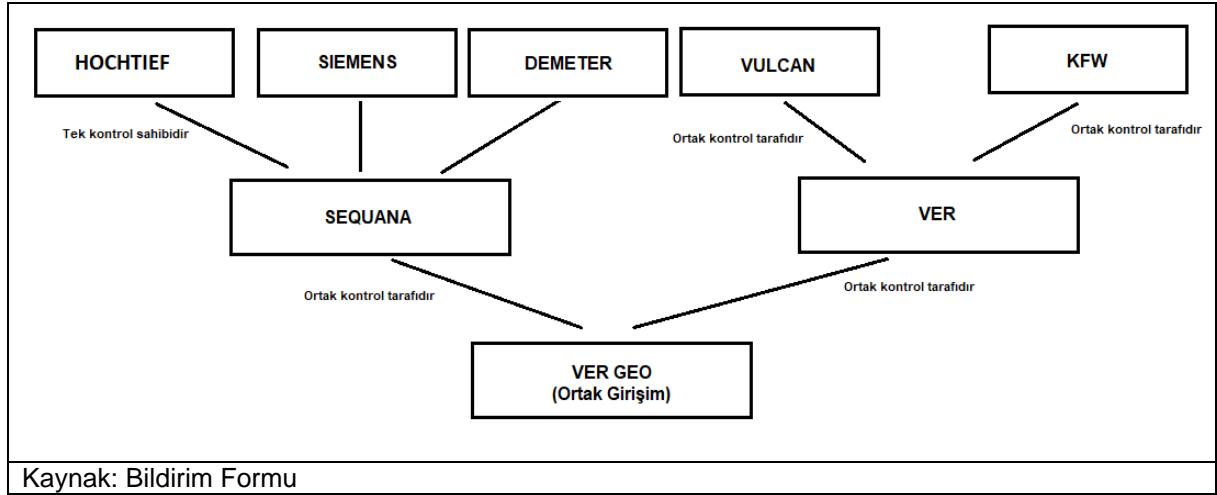 HOCHTIEF
SIEMENS
DEMETER
VULCAN
KFW
Tek kontrol sahibidir
Ortak kontrol tarafıdır
Ortak kontrol tarafıdır
SEQUANA
VER
Ortak kontrol tarafıdır
Ortak kontrol tarafıdır
VER GEO
(Ortak Girişim)
Kaynak: Bildirim Formu